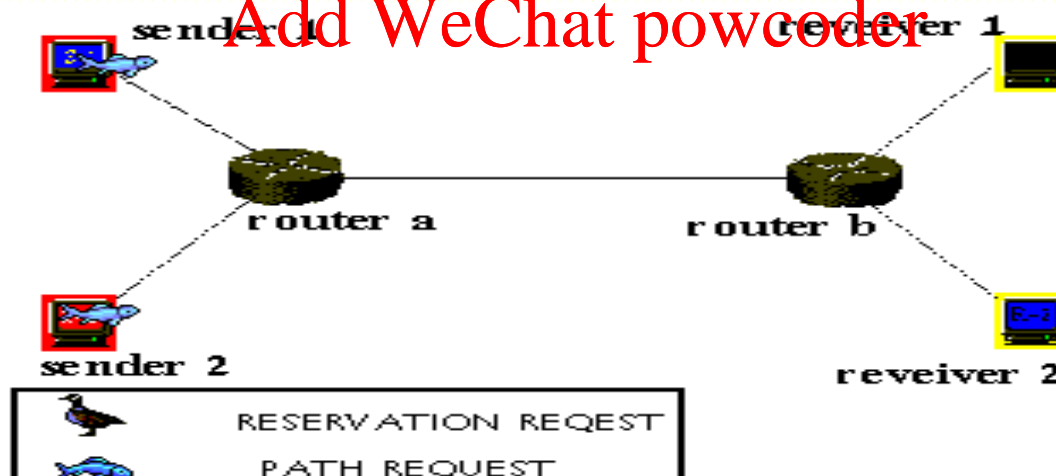 sender 1
Add WeChat powcoder
reveiver 1
router a
router b
sender 2
reveiver 2
RESERVATION REQEST
PATH REQUEST